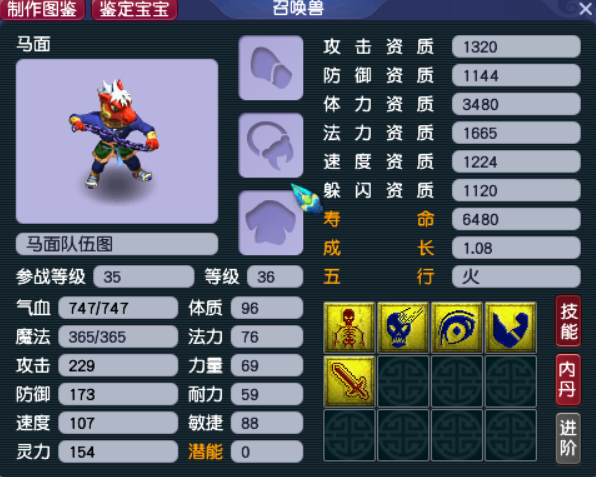 制作图鉴 鉴定宝宝 召唤兽
马面
马面队伍图
参战等级 35 等级 36
气血 747/747 体质 96
魔法 365/365 法力 76
攻击 229 力量 69
防御 173 耐力 59
速度 107 敏捷 88
灵力 154 潜能 0
攻击资质 1320
防御资质 1144
体力资质 3480
法力资质 1665
速度资质 1224
躲闪资质 1120
寿命 6480
成长 1.08
五行 火
技能
内丹
进阶